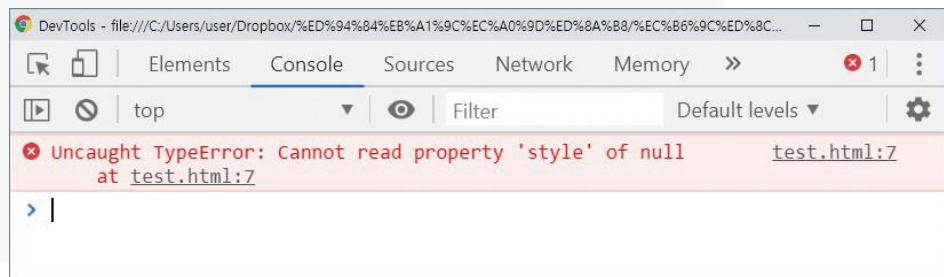 DevTools - file:///C:/Users/user/Dropbox/%ED%94%84%EB%A1%9C%EC%A0%9D%ED%8A%B8/%EC%B6%9C%ED%8C...
Elements Console Sources Network Memory » 1
top Filter Default levels ▼
Uncaught TypeError: Cannot read property 'style' of null test.html:7
at test.html:7
>